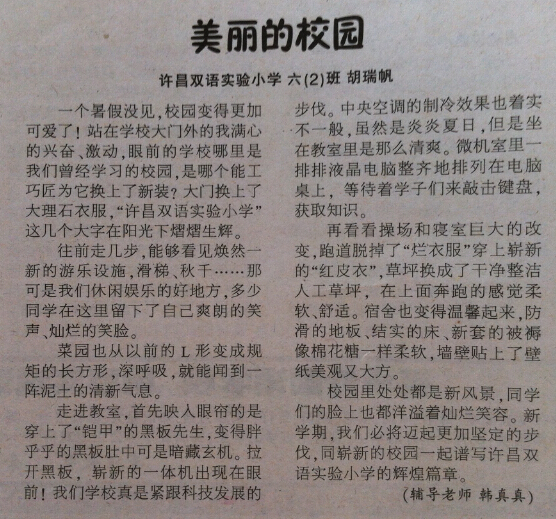 美丽的校园
许昌双语实验小学 六(2)班 胡瑞帆
一个暑假没见,校园变得更加
可爱了!站在学校大门外的我满心
的兴奋、激动,眼前的学校哪里是
我们曾经学习的校园,是哪个能工
巧匠为它换上了新装?大门换上了
大理石衣服,“许昌双语实验小学”
这几个大字在阳光下熠熠生辉。
往前走几步,能够看见焕然一
新的游乐设施,滑梯、秋千……那
可是我们休闲娱乐的好地方,多少
同学在这里留下了自己爽朗的笑
声、灿烂的笑脸。
菜园也从以前的L形变成规
矩的长方形,深呼吸,就能闻到一
阵泥土的清新气息。
走进教室,首先映入眼帘的是
穿上了“铠甲”的黑板先生,变得胖
乎乎的黑板肚中可是暗藏玄机。拉
开黑板,崭新的一体机出现在眼
前!我们学校真是紧跟科技发展的
步伐。中央空调的制冷效果也着实
不一般,虽然是炎炎夏日,但是坐
在教室里是那么清爽。微机室里一
排排液晶电脑整齐地排列在电脑
桌上,等待着学子们来敲击键盘,
获取知识。
再看看操场和寝室巨大的改
变,跑道脱掉了“烂衣服”穿上崭新
的“红皮衣”,草坪换成了干净整洁
人工草坪,在上面奔跑的感觉柔
软、舒适。宿舍也变得温馨起来,防
滑的地板、结实的床、新套的被褥
像棉花糖一样柔软,墙壁贴上了壁
纸美观又大方。
校园里处处都是新风景,同学
们的脸上也都洋溢着灿烂笑容。新
学期,我们必将迈起更加坚定的步
伐,同崭新的校园一起谱写许昌双
语实验小学的辉煌篇章。
(辅导老师 韩真真)